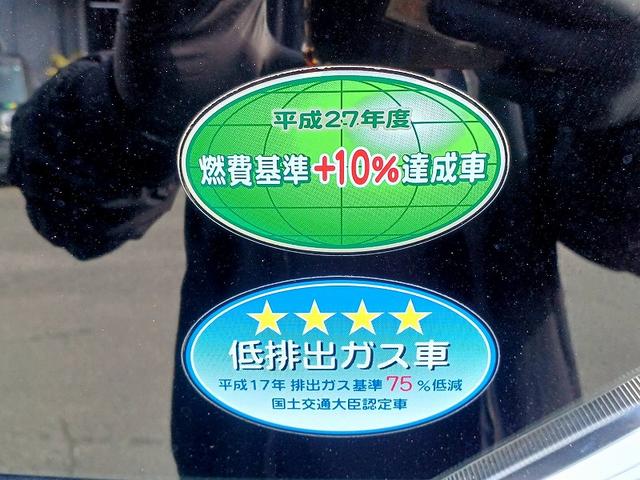 平成27年度
燃費基準+10%達成車
低排出ガス車
平成17年 排出ガス基準 75 %低減
国土交通大臣認定車